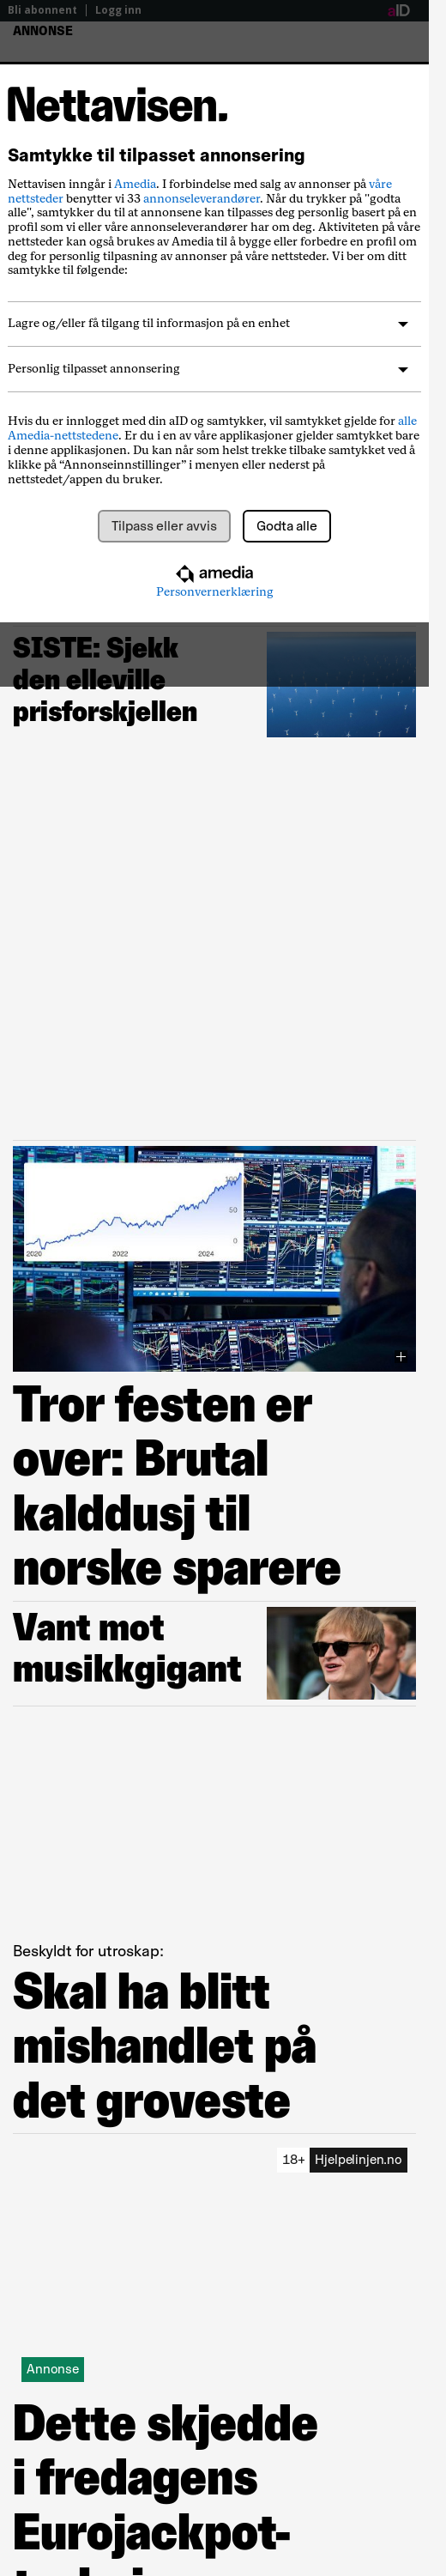 Bli abonnent | Logg inn aID
ANNONSE
Nettavisen.
Samtykke til tilpasset annonsering
Nettavisen inngår i Amedia. I forbindelse med salg av annonser på våre
nettsteder benytter vi 33 annonseleverandører. Når du trykker på "godta
alle", samtykker du til at annonsene kan tilpasses deg personlig basert på en
profil som vi eller våre annonseleverandører har om deg. Aktiviteten på våre
nettsteder kan også brukes av Amedia til å bygge eller forbedre en profil om
deg for personlig tilpasning av annonser på våre nettsteder. Vi ber om ditt
samtykke til følgende:
Lagre og/eller få tilgang til informasjon på en enhet
Personlig tilpasset annonsering
Hvis du er innlogget med din aID og samtykker, vil samtykket gjelde for alle
Amedia-nettstedene. Er du i en av våre applikasjoner gjelder samtykket bare
i denne applikasjonen. Du kan når som helst trekke tilbake samtykket ved å
klikke på “Annonseinnstillinger” i menyen eller nederst på
nettstedet/appen du bruker.
Tilpass eller avvis Godta alle
amedia
Personvernerklæring
SISTE: Sjekk
den elleville
prisforskjellen
100
50
0
2020 2022 2024
Tror festen er
over: Brutal
kalddusj til
norske sparere
Vant mot
musikkgigant
Beskyldt for utroskap:
Skal ha blitt
mishandlet på
det groveste
18+ Hjelpelinjen.no
Annonse
Dette skjedde
i fredagens
Eurojackpot-